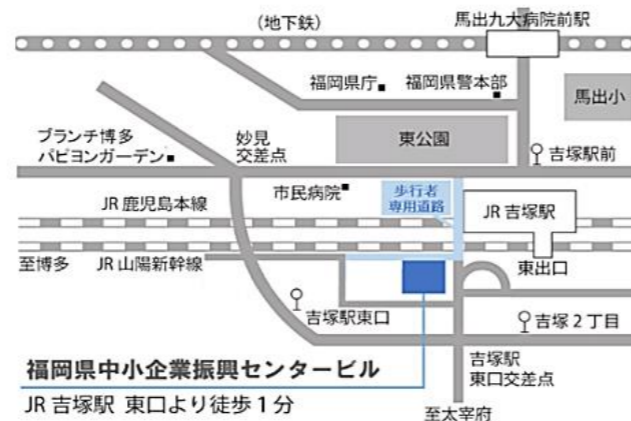 （地下鉄）
馬出九大病院前駅
福岡県庁
福岡県警本部
馬出小
ブランチ博多
パピヨンガーデン
妙見
交差点
東公園
吉塚駅前
市民病院
歩行者
専用道路
JR 鹿児島本線
JR 吉塚駅
至博多
JR 山陽新幹線
東出口
吉塚駅東口
吉塚 2 丁目
福岡県中小企業振興センタービル
JR 吉塚駅 東口より徒歩 1 分
吉塚駅
東口交差点
至太宰府